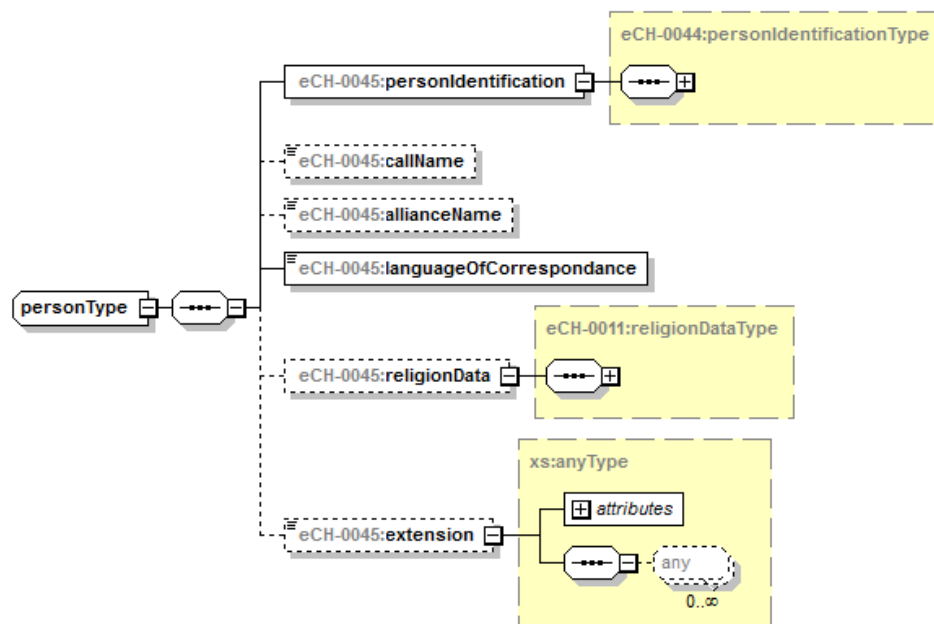 eCH-0044:personIdentificationType
eCH-0045:personIdentification
eCH-0045:callName
eCH-0045:allianceName
eCH-0045:languageOfCorrespondance
personType
eCH-0011:religionDataType
eCH-0045:religionData
xs:anyType
attributes
eCH-0045:extension
any
0..∞